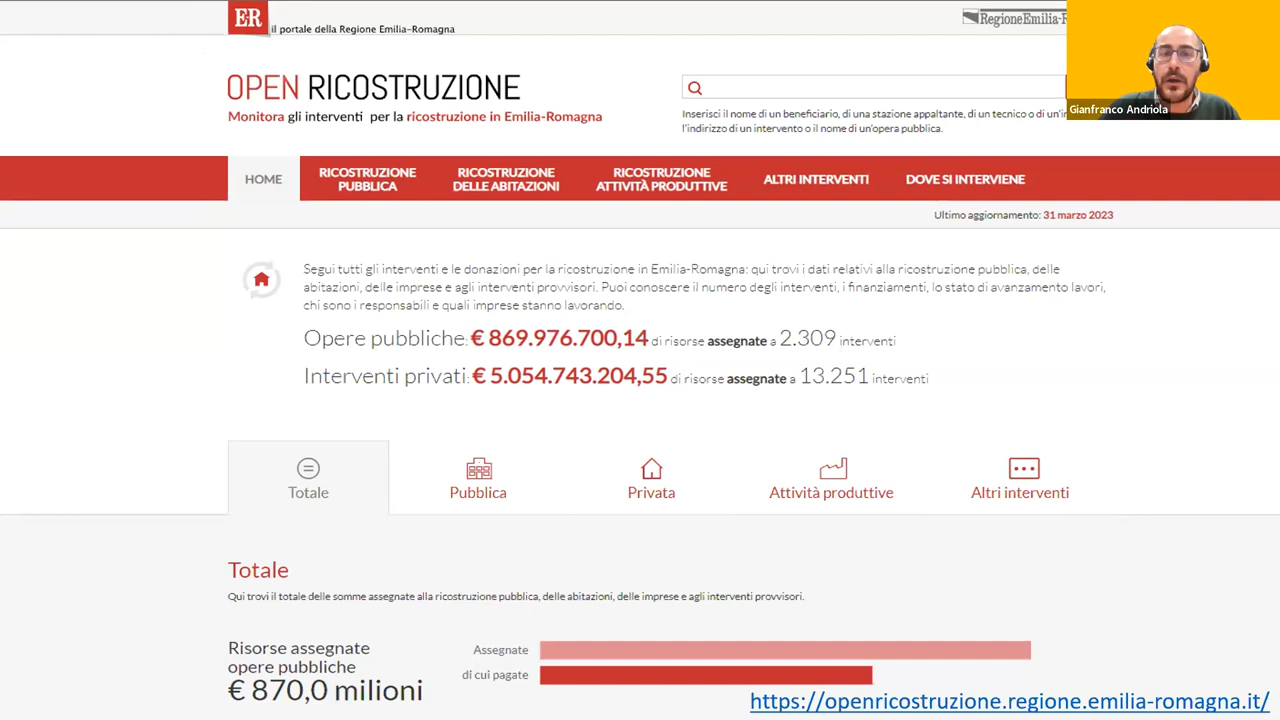 ER
il portale della Regione Emilia-Romagna
RegioneEmilia-R
OPEN RICOSTRUZIONE
Monitora gli interventi per la ricostruzione in Emilia-Romagna
Inserisci il nome di un beneficiario, di una stazione appaltante, di un tecnico o di un'i
l'indirizzo di un intervento o il nome di un'opera pubblica.
Gianfranco Andriola
HOME
RICOSTRUZIONE
PUBBLICA
RICOSTRUZIONE
DELLE ABITAZIONI
RICOSTRUZIONE
ATTIVITÀ PRODUTTIVE
ALTRI INTERVENTI
DOVE SI INTERVIENE
Ultimo aggiornamento: 31 marzo 2023
Segui tutti gli interventi e le donazioni per la ricostruzione in Emilia-Romagna: qui trovi i dati relativi alla ricostruzione pubblica, delle
abitazioni, delle imprese e agli interventi provvisori. Puoi conoscere il numero degli interventi, i finanziamenti, lo stato di avanzamento lavori,
chi sono i responsabili e quali imprese stanno lavorando.
Opere pubbliche: € 869.976.700,14 di risorse assegnate a 2.309 interventi
Interventi privati: € 5.054.743.204,55 di risorse assegnate a 13.251 interventi
Totale
Pubblica
Privata
Attività produttive
Altri interventi
Totale
Qui trovi il totale delle somme assegnate alla ricostruzione pubblica, delle abitazioni, delle imprese e agli interventi provvisori.
Risorse assegnate
opere pubbliche
€ 870,0 milioni
Assegnate
di cui pagate
https://openricostruzione.regione.emilia-romagna.it/